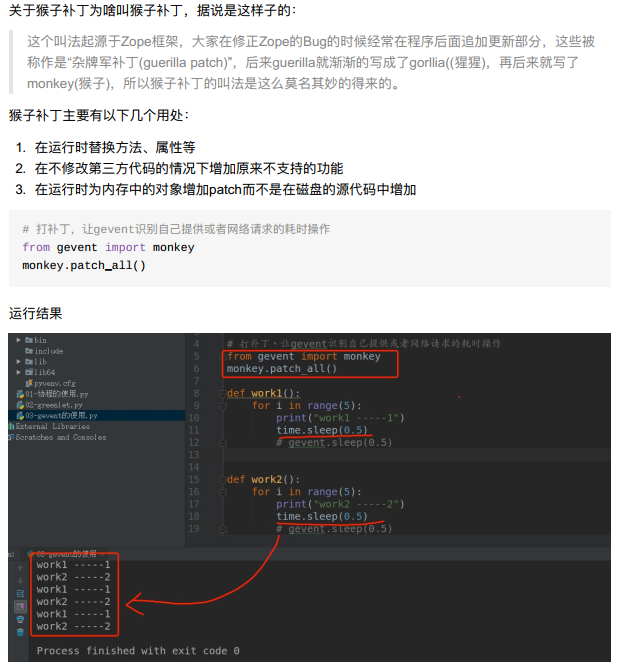 关于猴子补丁为啥叫猴子补丁，据说是这样子的：
这个叫法起源于Zope框架，大家在修正Zope的Bug的时候经常在程序后面追加更新部分，这些被
称作是“杂牌军补丁(guerilla patch)”，后来guerilla就渐渐的写成了gorllia((猩猩)，再后来就写了
monkey(猴子)，所以猴子补丁的叫法是这么莫名其妙的得来的。
猴子补丁主要有以下几个用处：
1. 在运行时替换方法、属性等
2. 在不修改第三方代码的情况下增加原来不支持的功能
3. 在运行时为内存中的对象增加patch而不是在磁盘的源代码中增加
# 打补丁，让gevent识别自己提供或者网络请求的耗时操作
from gevent import monkey
monkey.patch_all()
运行结果
bin
include
lib
lib64
pyvenv.cfg
01-协程的使用.py
02-greenlet.py
03-gevent的使用.py
External Libraries
Scratches and Consoles
4 # 打补丁，让gevent识别自己提供或者网络请求的耗时操作
5 from gevent import monkey
6 monkey.patch_all()
7
8 def work1():
9 for i in range(5):
10 print("work1 -----1")
11 time.sleep(0.5)
12 # gevent.sleep(0.5)
13
14
15 def work2():
16 for i in range(5):
17 print("work2 -----2")
18 time.sleep(0.5)
19 # gevent.sleep(0.5)
03-gevent的使用
work1 -----1
work2 -----2
work1 -----1
work2 -----2
work1 -----1
work2 -----2
Process finished with exit code 0